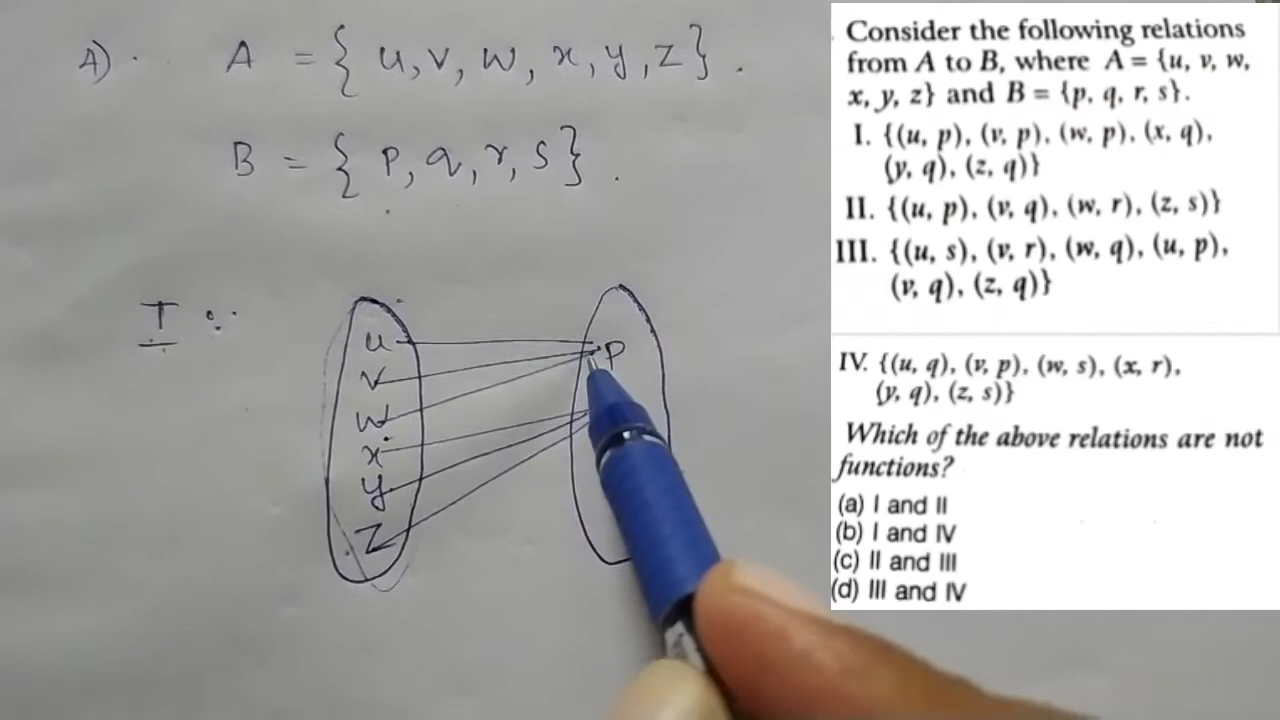 A). A = { u, v, w, x, y, z } .
B = { p, q, r, s } .
I :
u
v
w
x
y
z
p
Consider the following relations
from A to B, where A = {u, v, w,
x, y, z} and B = {p, q, r, s}.
I. {(u, p), (v, p), (w, p), (x, q),
(y, q), (z, q)}
II. {(u, p), (v, q), (w, r), (z, s)}
III. {(u, s), (v, r), (w, q), (u, p),
(v, q), (z, q)}
IV. {(u, q), (v, p), (w, s), (x, r),
(y, q), (z, s)}
Which of the above relations are not
functions?
(a) I and II
(b) I and IV
(c) II and III
(d) III and IV